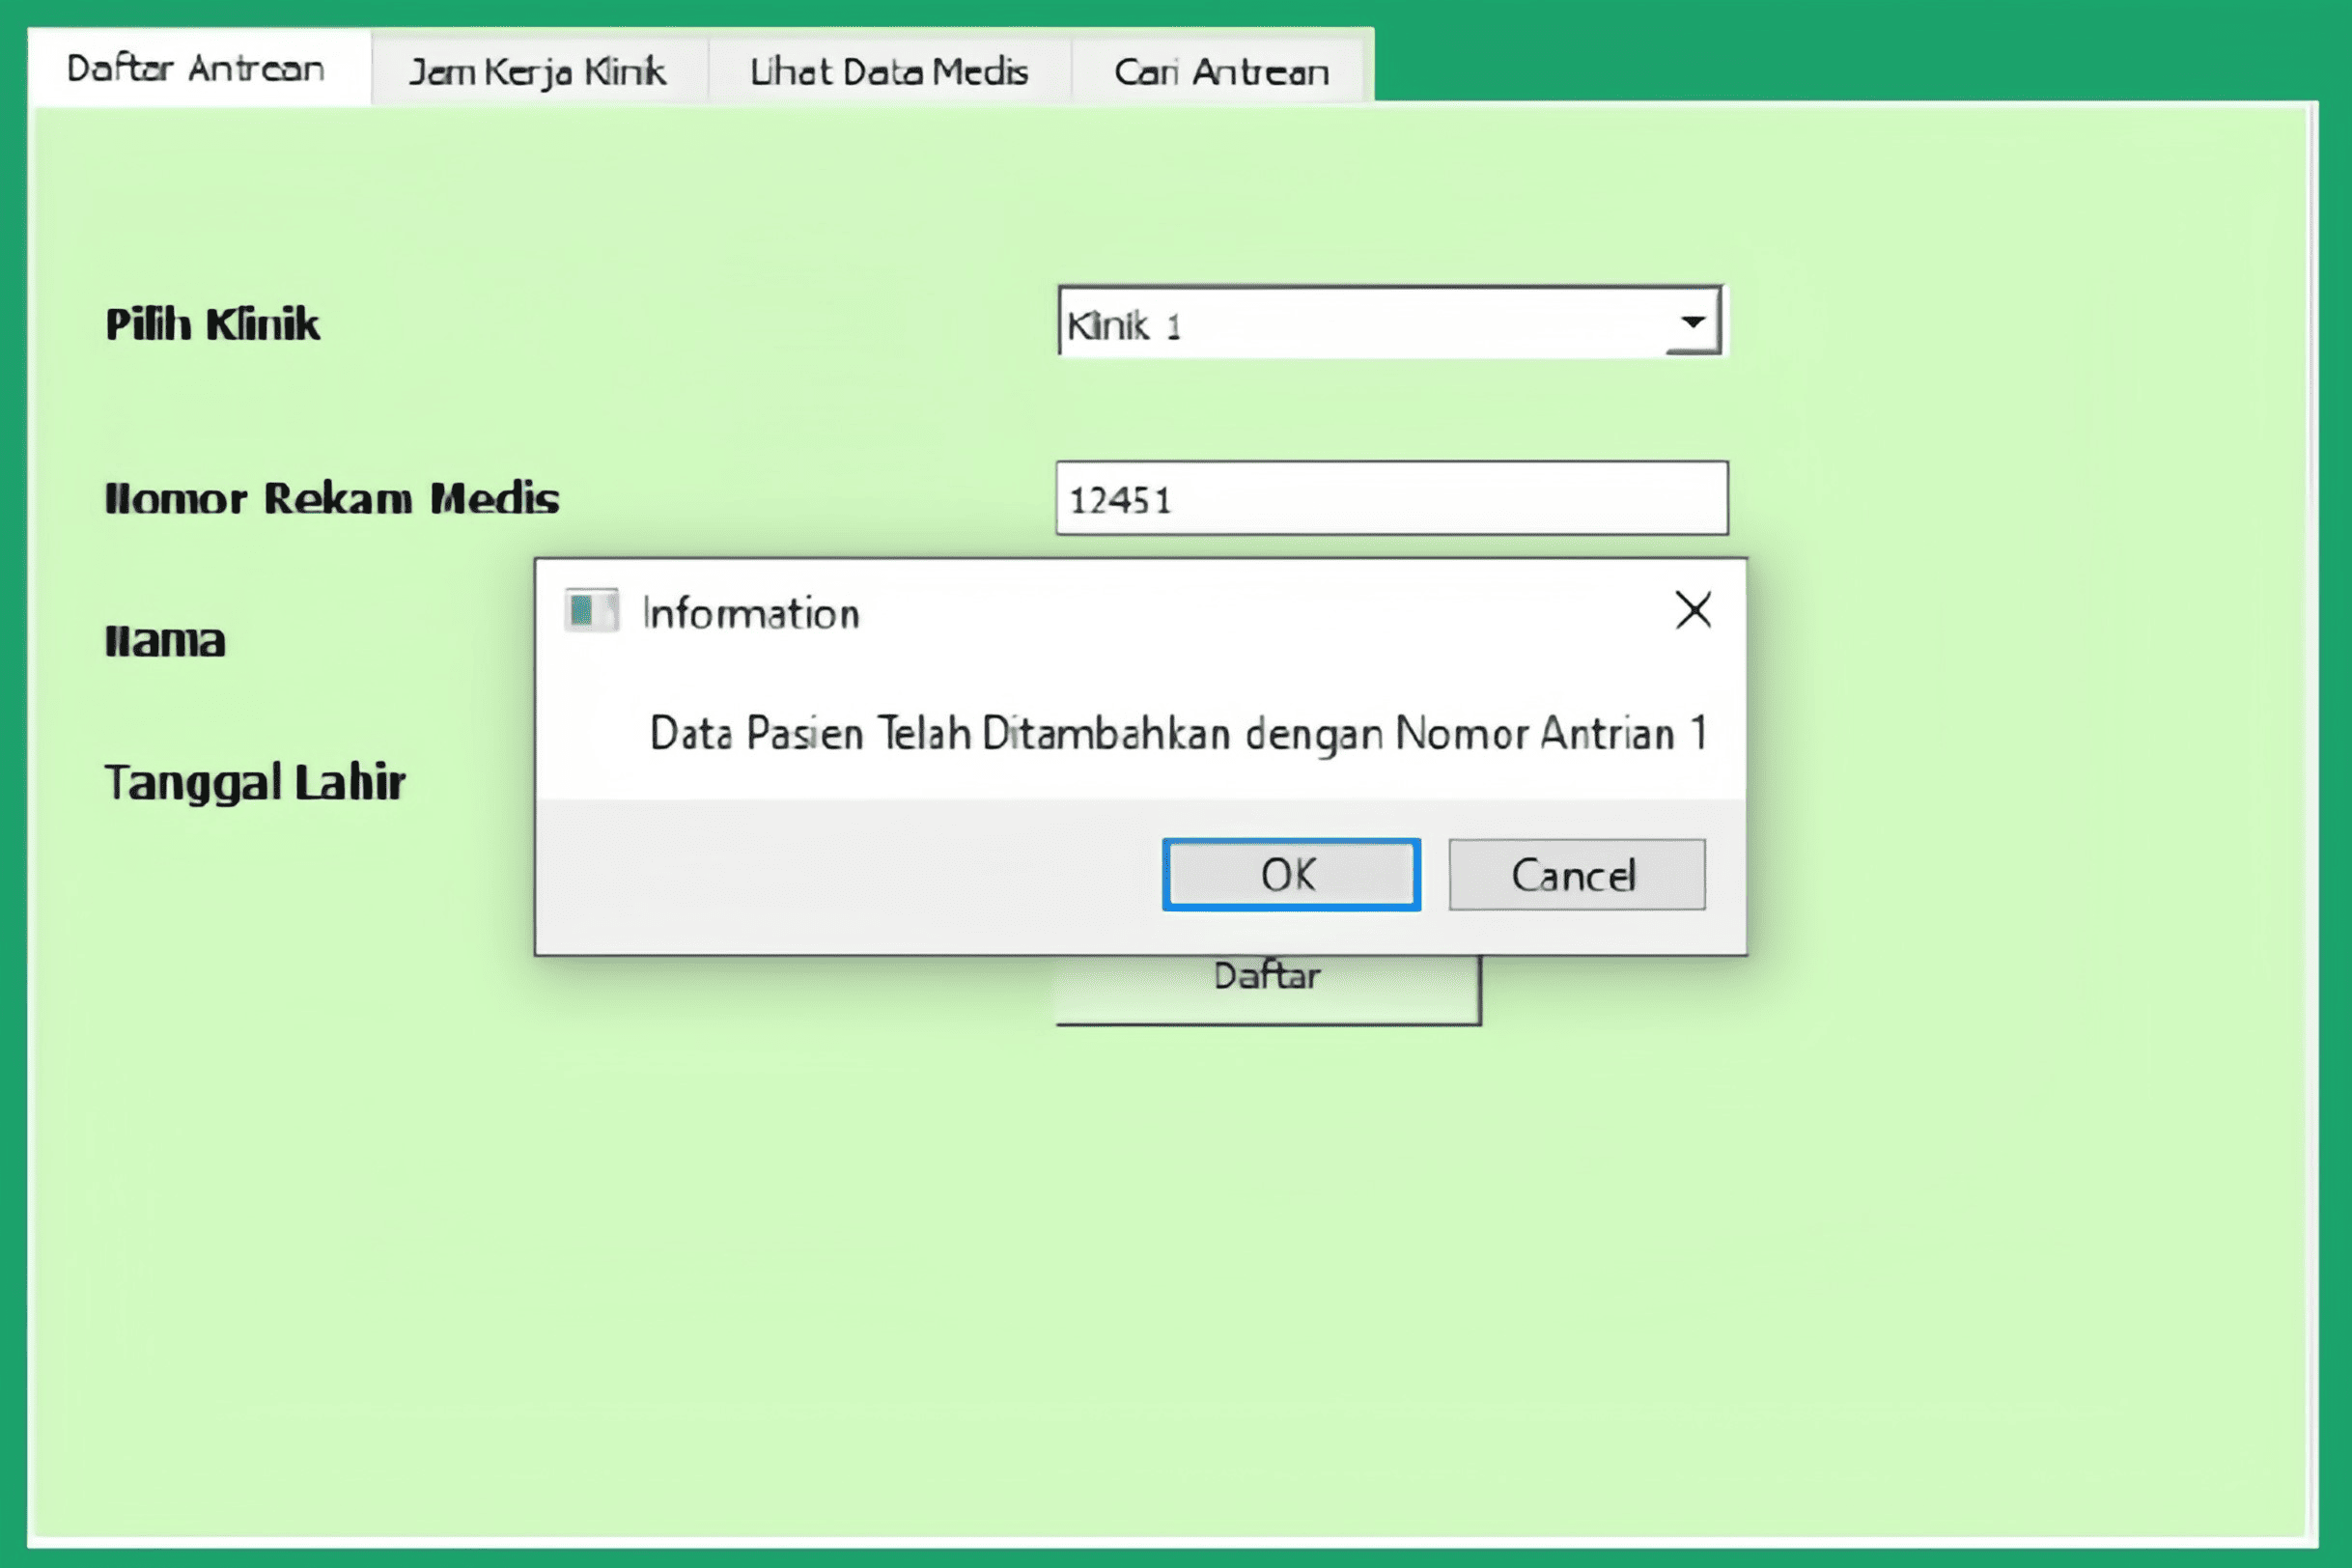 Daftar Antrean Jam Kerja Klinik Lihat Data Medis Cari Antrean
Pilih Klinik Klinik 1
Nomor Rekam Medis 12451
Information
Nama
Data Pasien Telah Ditambahkan dengan Nomor Antrian 1
Tanggal Lahir
OK Cancel
Daftar